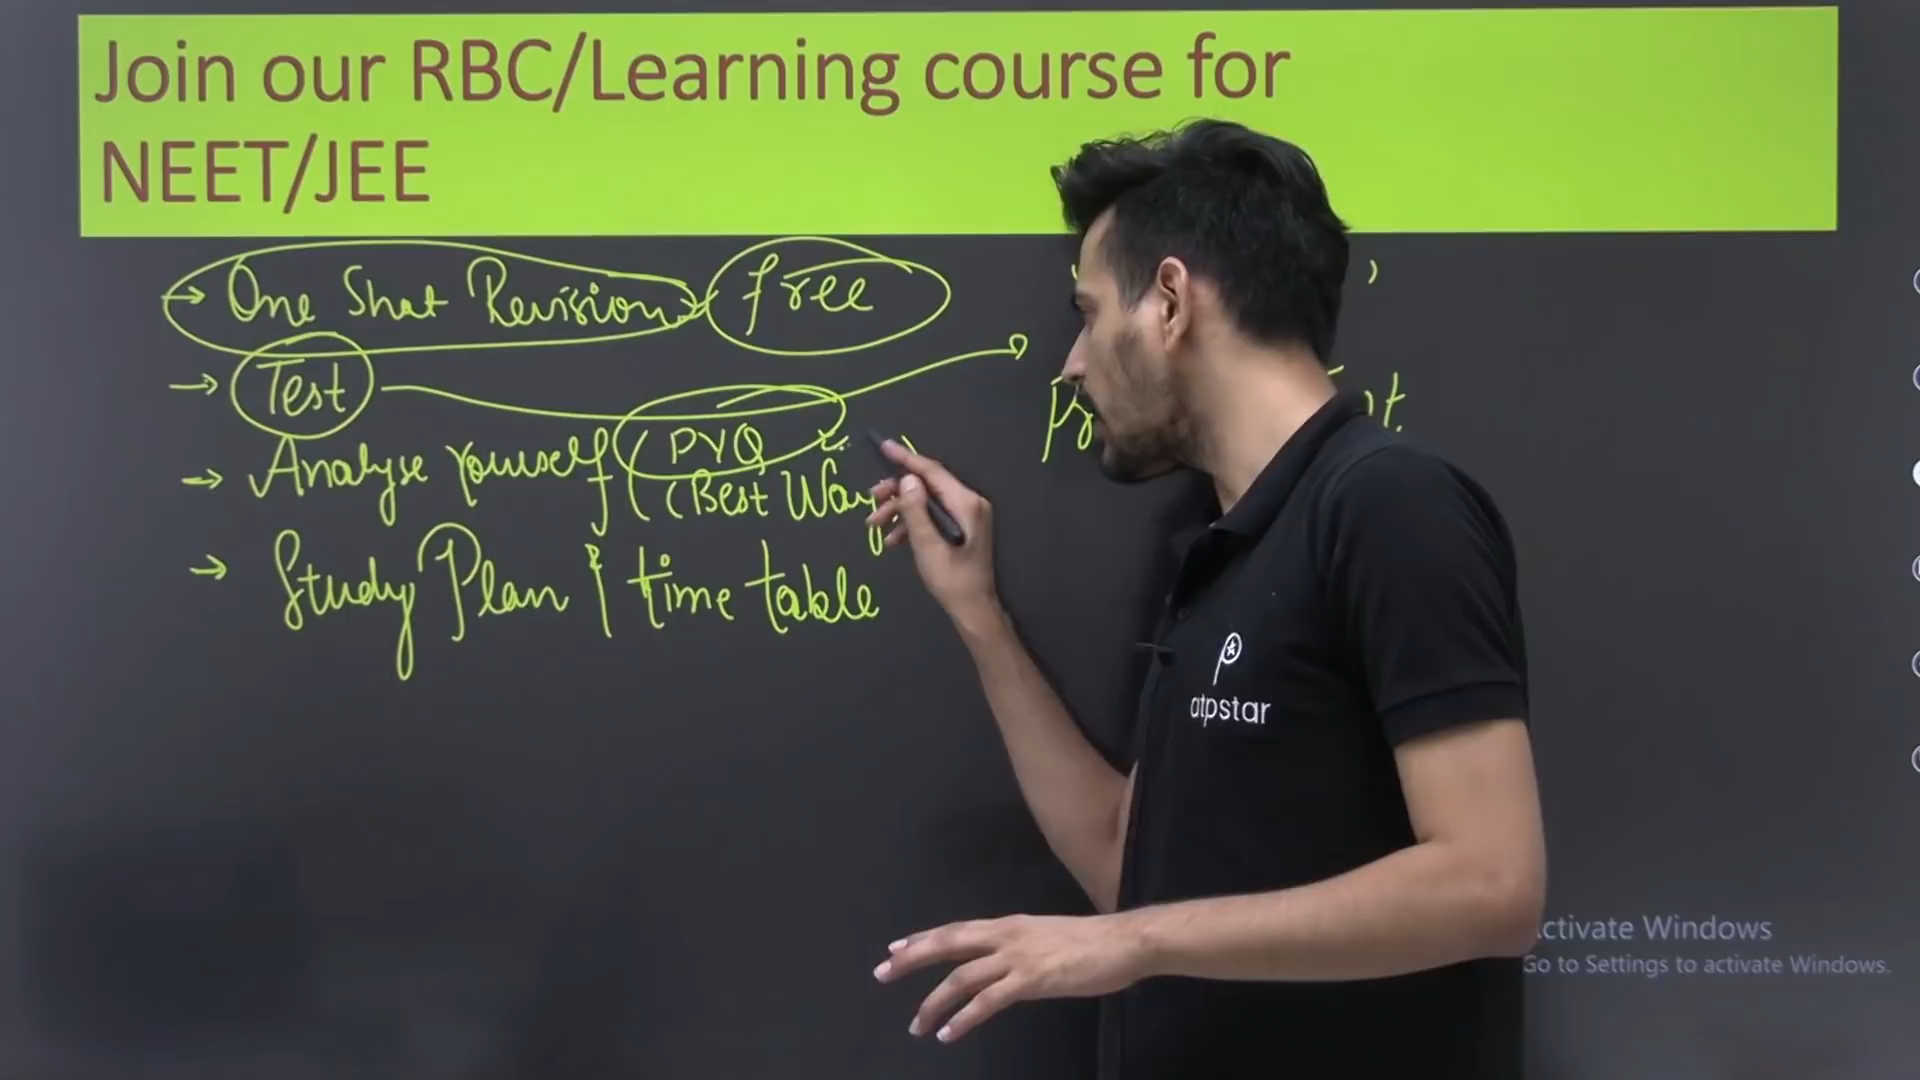 Join our RBC/Learning course for
NEET/JEE
→ One Shot Revision → free
→ Test
→ Analyse Yourself ( PYQ
(Best Way)
→ Study Plan & time table
atpstar
Activate Windows
Go to Settings to activate Windows.